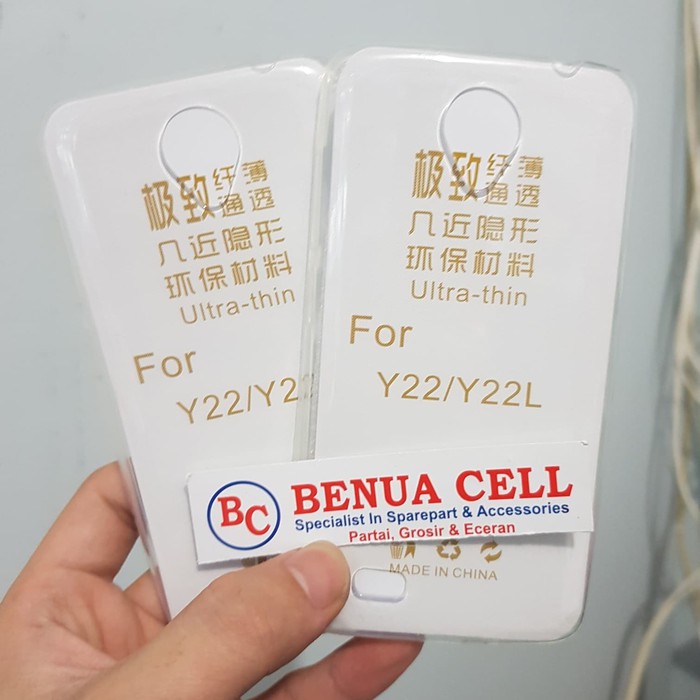 极致纤薄
通透
几近隐形
环保材料
Ultra-thin
For
Y22/Y22
极致纤薄
通透
几近隐形
环保材料
Ultra-thin
For
Y22/Y22L
BC
BENUA CELL
Specialist In Sparepart & Accessories
Partai, Grosir & Eceran
MADE IN CHINA